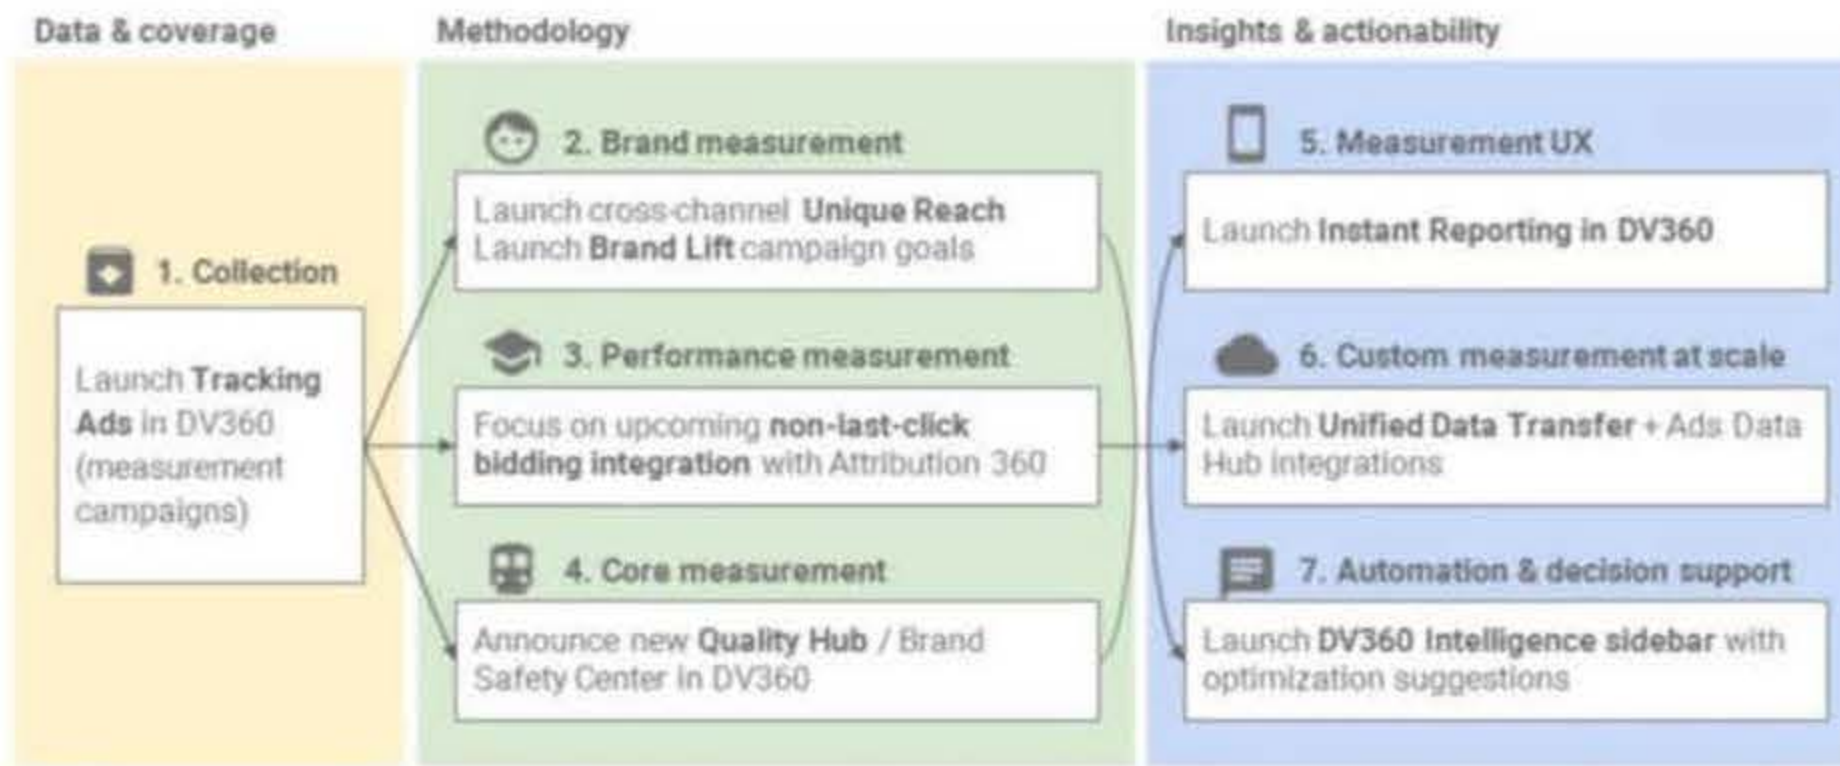 Data & coverage
Methodology
Insights & actionability
1. Collection
Launch Tracking
Ads in DV360
(measurement
campaigns)
2. Brand measurement
Launch cross-channel Unique Reach
Launch Brand Lift campaign goals
3. Performance measurement
Focus on upcoming non-last-click
bidding integration with Attribution 360
4. Core measurement
Announce new Quality Hub / Brand
Safety Center in DV360
5. Measurement UX
Launch Instant Reporting in DV360
6. Custom measurement at scale
Launch Unified Data Transfer + Ads Data
Hub integrations
7. Automation & decision support
Launch DV360 Intelligence sidebar with
optimization suggestions